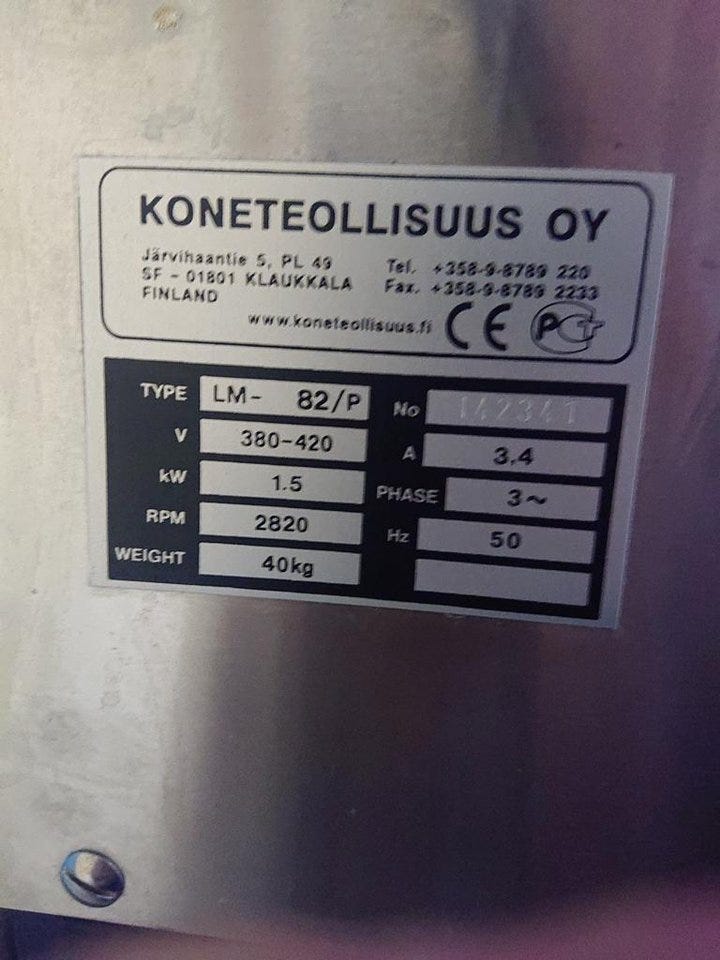 KONETEOLLISUUS OY
Järvihaantie 5, PL 49
SF - 01801 KLAUKKALA
FINLAND
Tel. +358-9-8789 220
Fax. +358-9-8789 2233
www.koneteollisuus.fi
CE PCT
TYPE LM- 82/P
V 380-420
kW 1.5
RPM 2820
WEIGHT 40kg
No 142341
A 3.4
PHASE 3~
Hz 50